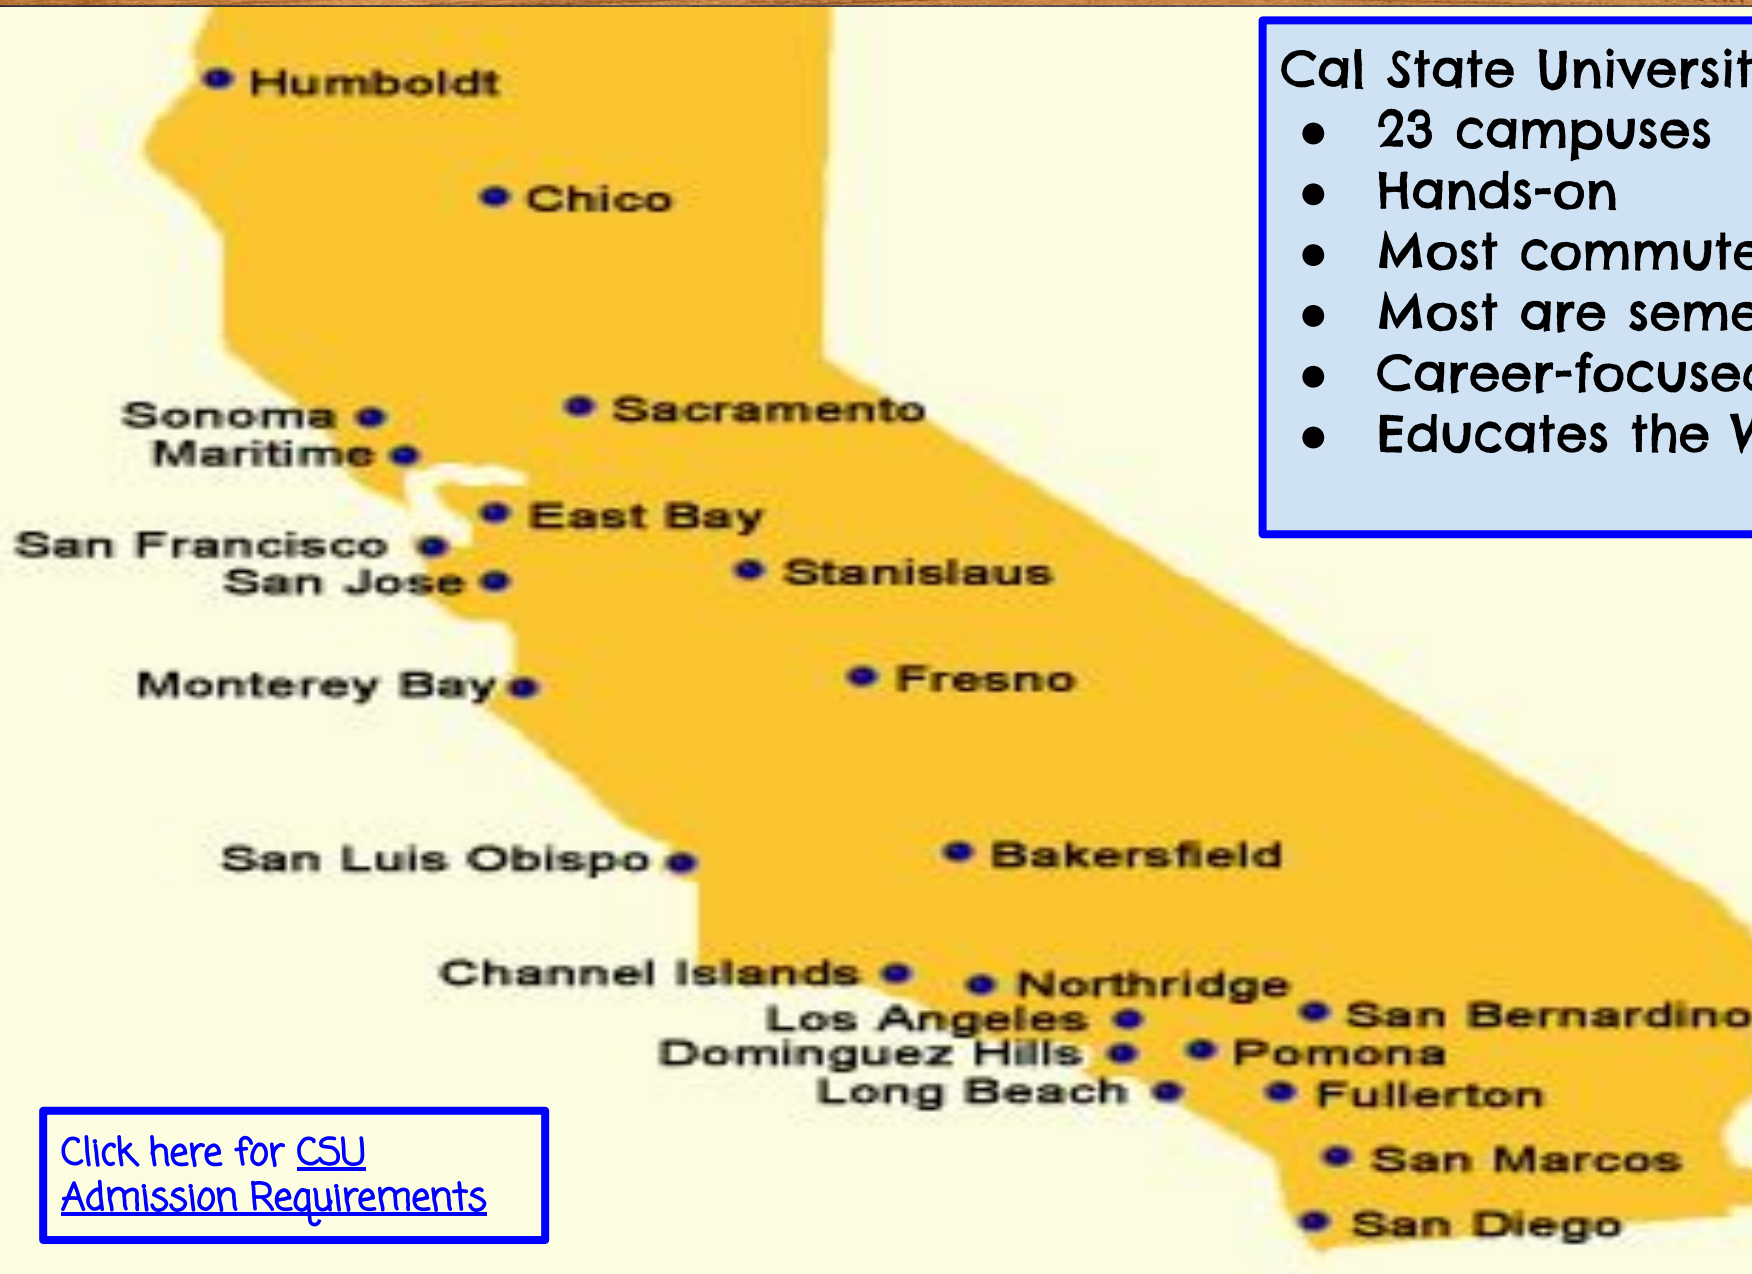 Humboldt
Chico
Sonoma
Sacramento
Maritime
East Bay
San Francisco
Stanislaus
San Jose
Monterey Bay
Fresno
San Luis Obispo
Bakersfield
Channel Islands
Northridge
Los Angeles
San Bernardino
Dominguez Hills
Pomona
Long Beach
Fullerton
San Marcos
San Diego
Cal State Universit
● 23 campuses
● Hands-on
● Most commute
● Most are seme
● Career-focused
● Educates the
Click here for CSU
Admission Requirements